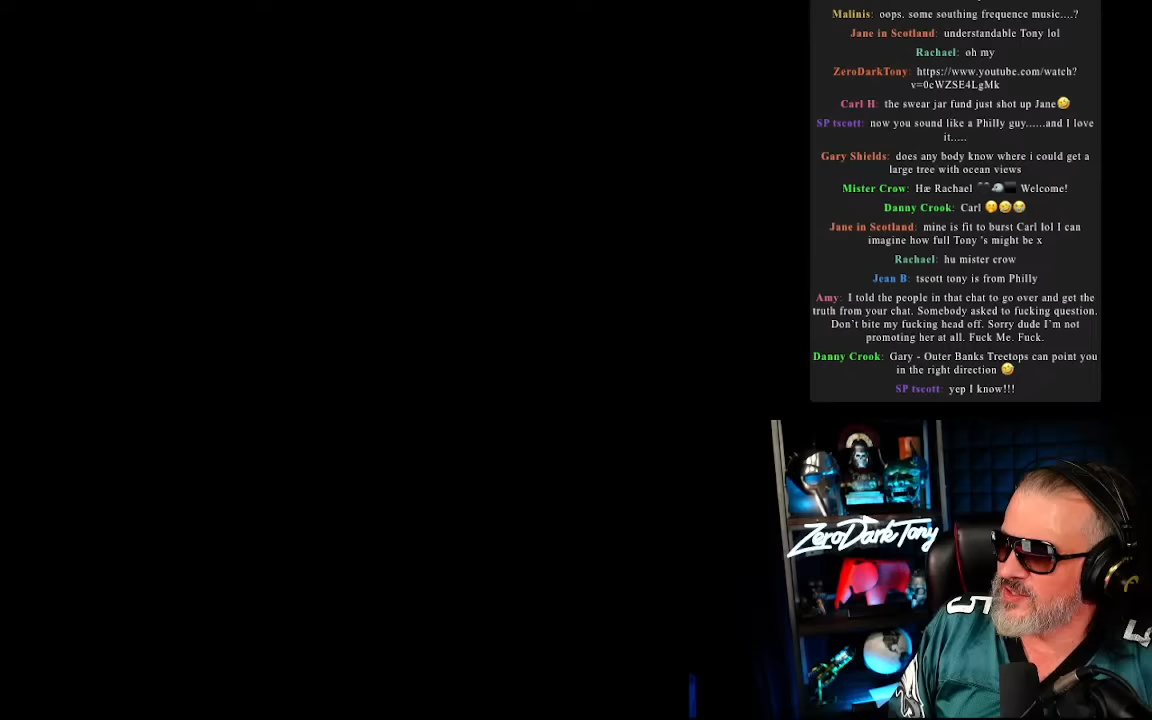 Malinis: oops. some southing frequence music....?
Jane in Scotland: understandable Tony lol
Rachael: oh my
ZeroDarkTony: https://www.youtube.com/watch?
v=0cWZSE4LgMk
Carl H: the swear jar fund just shot up Jane🤣
SP tscott: now you sound like a Philly guy......and I love
it.....
Gary Shields: does any body know where i could get a
large tree with ocean views
Mister Crow: Hæ Rachael Welcome!
Danny Crook: Carl 🤭🤣😭
Jane in Scotland: mine is fit to burst Carl lol I can
imagine how full Tony 's might be x
Rachael: hu mister crow
Jean B: tscott tony is from Philly
Amy: I told the people in that chat to go over and get the
truth from your chat. Somebody asked to fucking question.
Don't bite my fucking head off. Sorry dude I'm not
promoting her at all. Fuck Me. Fuck.
Danny Crook: Gary - Outer Banks Treetops can point you
in the right direction 🤣
SP tscott: yep I know!!!
ZeroDarkTony
5